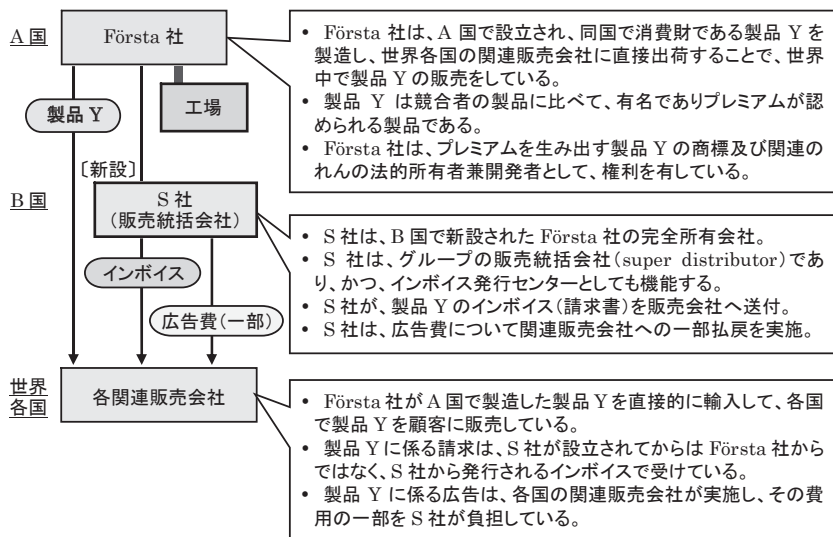 A 国
Första 社
工場
製品 Y
〔新設〕
B 国
S 社
(販売統括会社)
インボイス
広告費(一部)
世界
各国
各関連販売会社
• Första 社は、A 国で設立され、同国で消費財である製品 Y を
製造し、世界各国の関連販売会社に直接出荷することで、世界
中で製品 Y の販売をしている。
• 製品 Y は競合者の製品に比べて、有名でありプレミアムが認
められる製品である。
• Första 社は、プレミアムを生み出す製品 Y の商標及び関連の
れんの法的所有者兼開発者として、権利を有している。
• S 社は、B 国で新設された Första 社の完全所有会社。
• S 社は、グループの販売統括会社(super distributor)であ
り、かつ、インボイス発行センターとしても機能する。
• S 社が、製品 Y のインボイス(請求書)を販売会社へ送付。
• S 社は、広告費について関連販売会社への一部払戻を実施。
• Första 社が A 国で製造した製品 Y を直接的に輸入して、各国
で製品 Y を顧客に販売している。
• 製品 Y に係る請求は、S 社が設立されてからは Första 社から
ではなく、S 社から発行されるインボイスで受けている。
• 製品 Y に係る広告は、各国の関連販売会社が実施し、その費
用の一部を S 社が負担している。